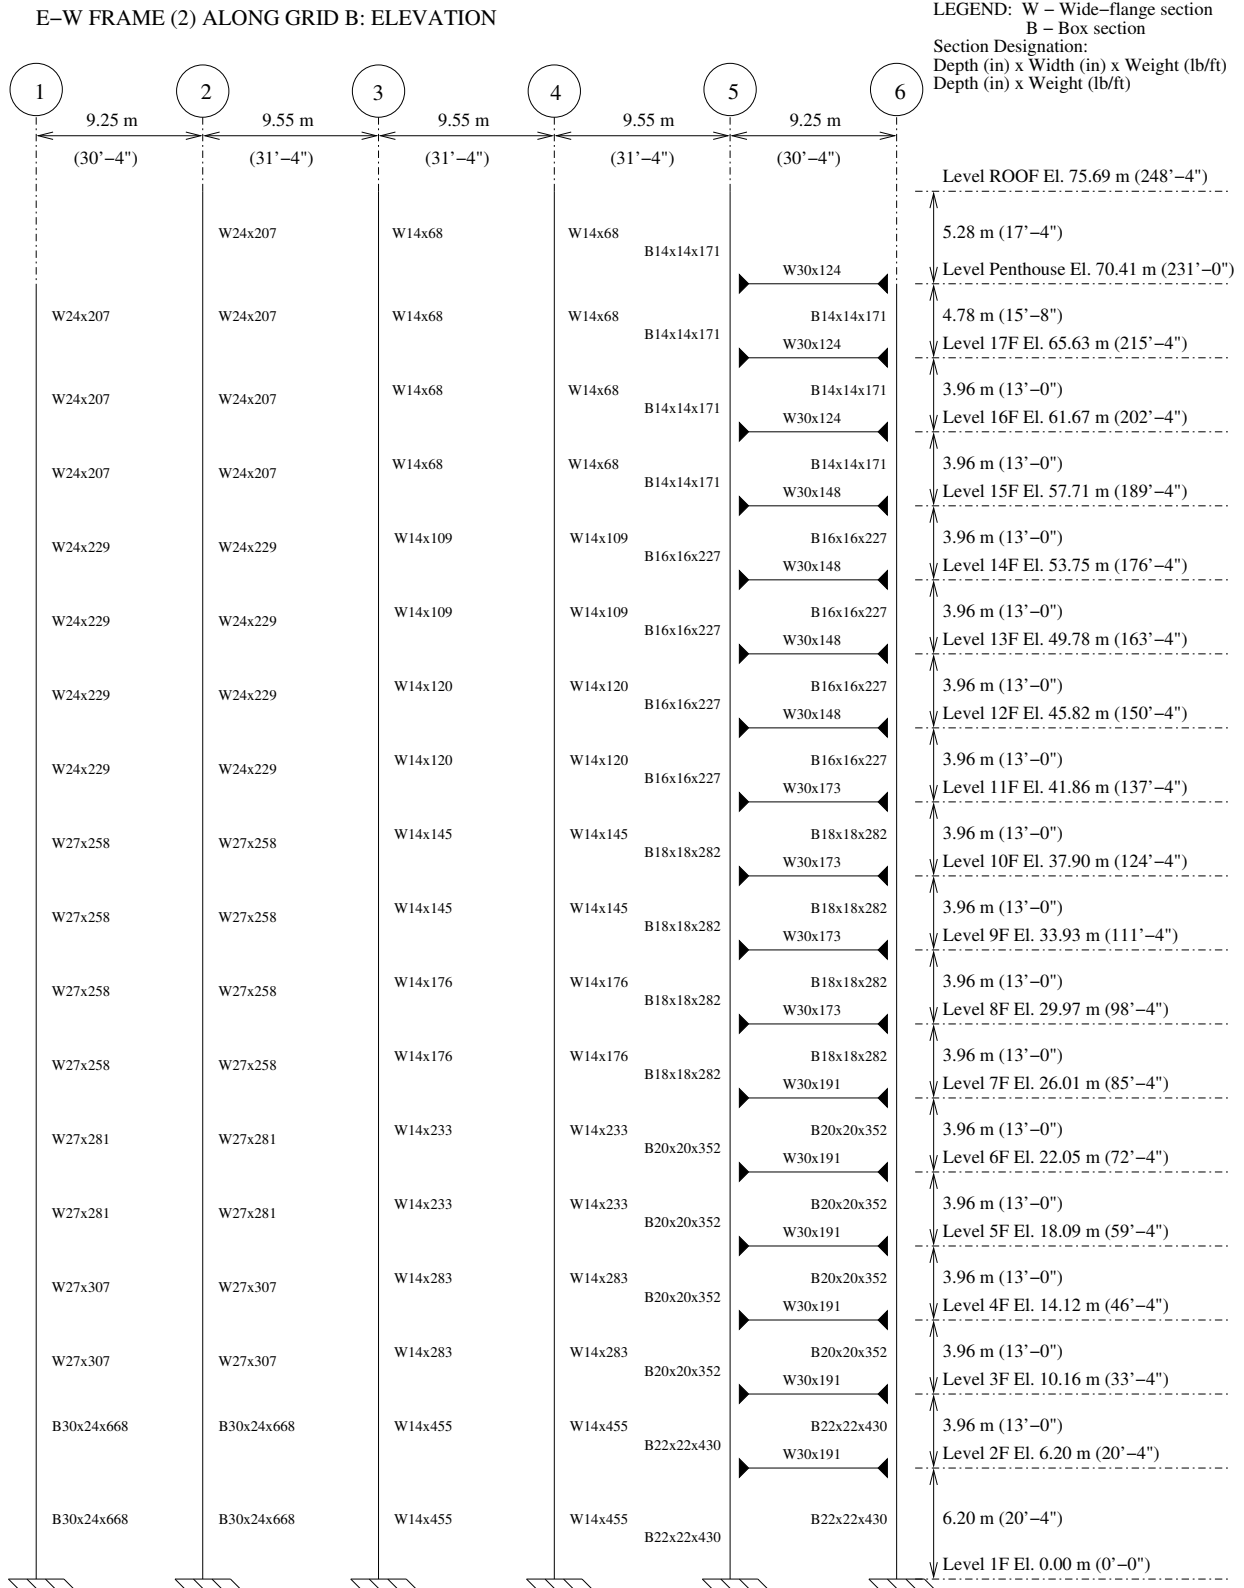 E−W FRAME (2) ALONG GRID B: ELEVATION
LEGEND: W − Wide−flange section
B − Box section
Section Designation:
Depth (in) x Width (in) x Weight (lb/ft)
Depth (in) x Weight (lb/ft)
1 2 3 4 5 6
9.25 m 9.55 m 9.55 m 9.55 m 9.25 m
(30'−4") (31'−4") (31'−4") (31'−4") (30'−4")
Level ROOF El. 75.69 m (248'−4")
W24x207 W14x68 W14x68 5.28 m (17'−4")
B14x14x171
W30x124 Level Penthouse El. 70.41 m (231'−0")
W24x207 W24x207 W14x68 W14x68 B14x14x171 4.78 m (15'−8")
B14x14x171
W30x124 Level 17F El. 65.63 m (215'−4")
W24x207 W24x207 W14x68 W14x68 B14x14x171 3.96 m (13'−0")
B14x14x171
W30x124 Level 16F El. 61.67 m (202'−4")
W24x207 W24x207 W14x68 W14x68 B14x14x171 3.96 m (13'−0")
B14x14x171
W30x148 Level 15F El. 57.71 m (189'−4")
W24x229 W24x229 W14x109 W14x109 B16x16x227 3.96 m (13'−0")
B16x16x227
W30x148 Level 14F El. 53.75 m (176'−4")
W24x229 W24x229 W14x109 W14x109 B16x16x227 3.96 m (13'−0")
B16x16x227
W30x148 Level 13F El. 49.78 m (163'−4")
W24x229 W24x229 W14x120 W14x120 B16x16x227 3.96 m (13'−0")
B16x16x227
W30x148 Level 12F El. 45.82 m (150'−4")
W24x229 W24x229 W14x120 W14x120 B16x16x227 3.96 m (13'−0")
B16x16x227
W30x173 Level 11F El. 41.86 m (137'−4")
W27x258 W27x258 W14x145 W14x145 B18x18x282 3.96 m (13'−0")
B18x18x282
W30x173 Level 10F El. 37.90 m (124'−4")
W27x258 W27x258 W14x145 W14x145 B18x18x282 3.96 m (13'−0")
B18x18x282
W30x173 Level 9F El. 33.93 m (111'−4")
W27x258 W27x258 W14x176 W14x176 B18x18x282 3.96 m (13'−0")
B18x18x282
W30x173 Level 8F El. 29.97 m (98'−4")
W27x258 W27x258 W14x176 W14x176 B18x18x282 3.96 m (13'−0")
B18x18x282
W30x191 Level 7F El. 26.01 m (85'−4")
W27x281 W27x281 W14x233 W14x233 B20x20x352 3.96 m (13'−0")
B20x20x352
W30x191 Level 6F El. 22.05 m (72'−4")
W27x281 W27x281 W14x233 W14x233 B20x20x352 3.96 m (13'−0")
B20x20x352
W30x191 Level 5F El. 18.09 m (59'−4")
W27x307 W27x307 W14x283 W14x283 B20x20x352 3.96 m (13'−0")
B20x20x352
W30x191 Level 4F El. 14.12 m (46'−4")
W27x307 W27x307 W14x283 W14x283 B20x20x352 3.96 m (13'−0")
B20x20x352
W30x191 Level 3F El. 10.16 m (33'−4")
B30x24x668 B30x24x668 W14x455 W14x455 B22x22x430 3.96 m (13'−0")
B22x22x430
W30x191 Level 2F El. 6.20 m (20'−4")
B30x24x668 B30x24x668 W14x455 W14x455 B22x22x430 6.20 m (20'−4")
B22x22x430
Level 1F El. 0.00 m (0'−0")